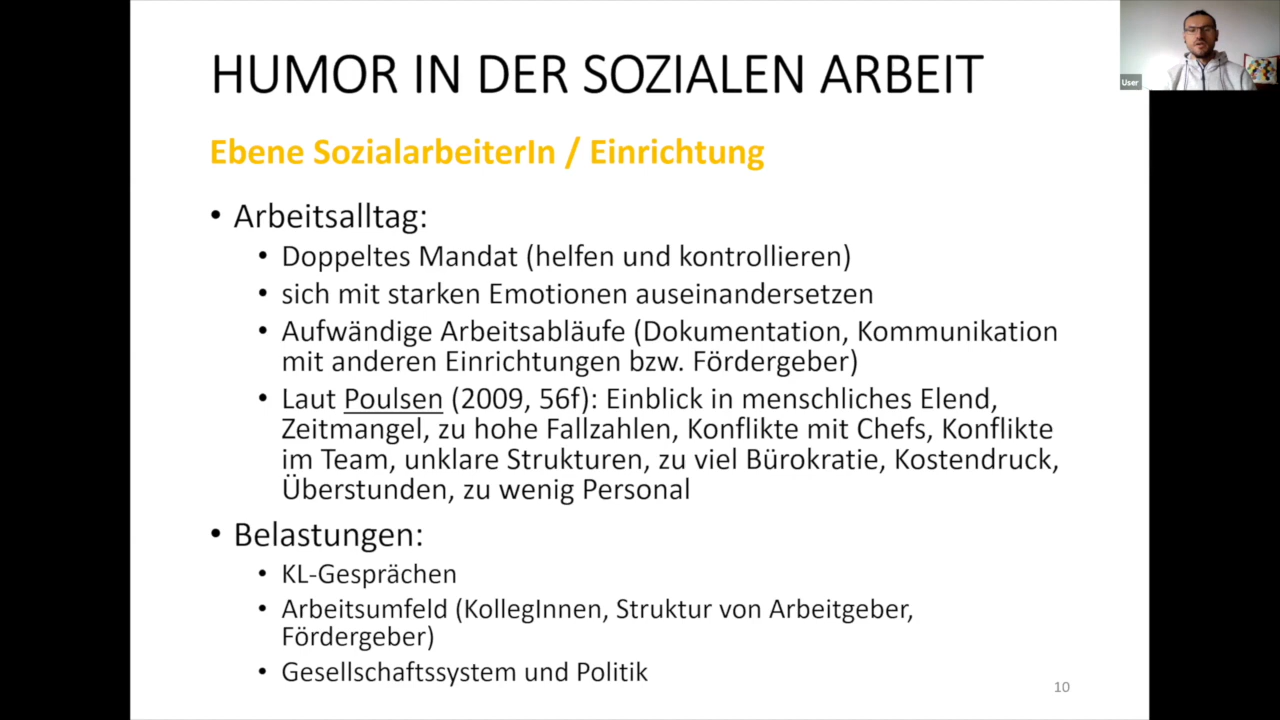 HUMOR IN DER SOZIALEN ARBEIT
Ebene SozialarbeiterIn / Einrichtung
• Arbeitsalltag:
• Doppeltes Mandat (helfen und kontrollieren)
• sich mit starken Emotionen auseinandersetzen
• Aufwändige Arbeitsabläufe (Dokumentation, Kommunikation
mit anderen Einrichtungen bzw. Fördergeber)
• Laut Poulsen (2009, 56f): Einblick in menschliches Elend,
Zeitmangel, zu hohe Fallzahlen, Konflikte mit Chefs, Konflikte
im Team, unklare Strukturen, zu viel Bürokratie, Kostendruck,
Überstunden, zu wenig Personal
• Belastungen:
• KL-Gesprächen
• Arbeitsumfeld (KollegInnen, Struktur von Arbeitgeber,
Fördergeber)
• Gesellschaftssystem und Politik
10
User